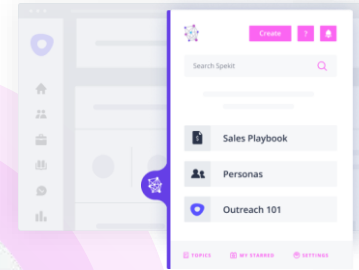 Create
?
Search Spekit
Sales Playbook
Personas
Outreach 101
TOPICS
MY STARRED
SETTINGS